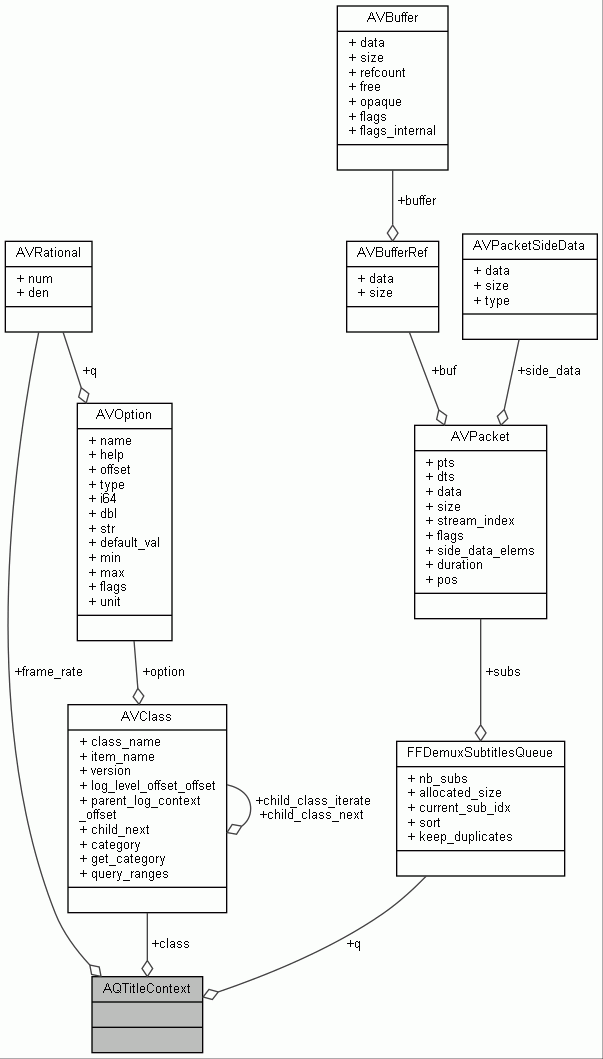 AVBuffer
+ data
+ size
+ refcount
+ free
+ opaque
+ flags
+ flags_internal
+buffer
AVRational
+ num
+ den
AVBufferRef
+ data
+ size
AVPacketSideData
+ data
+ size
+ type
+q
+buf
+side_data
AVOption
+ name
+ help
+ offset
+ type
+ i64
+ dbl
+ str
+ default_val
+ min
+ max
+ flags
+ unit
AVPacket
+ pts
+ dts
+ data
+ size
+ stream_index
+ flags
+ side_data_elems
+ duration
+ pos
+frame_rate
+option
+subs
AVClass
+ class_name
+ item_name
+ version
+ log_level_offset_offset
+ parent_log_context
_offset
+ child_next
+ category
+ get_category
+ query_ranges
+child_class_iterate
+child_class_next
FFDemuxSubtitlesQueue
+ nb_subs
+ allocated_size
+ current_sub_idx
+ sort
+ keep_duplicates
+class
+q
AQTitleContext